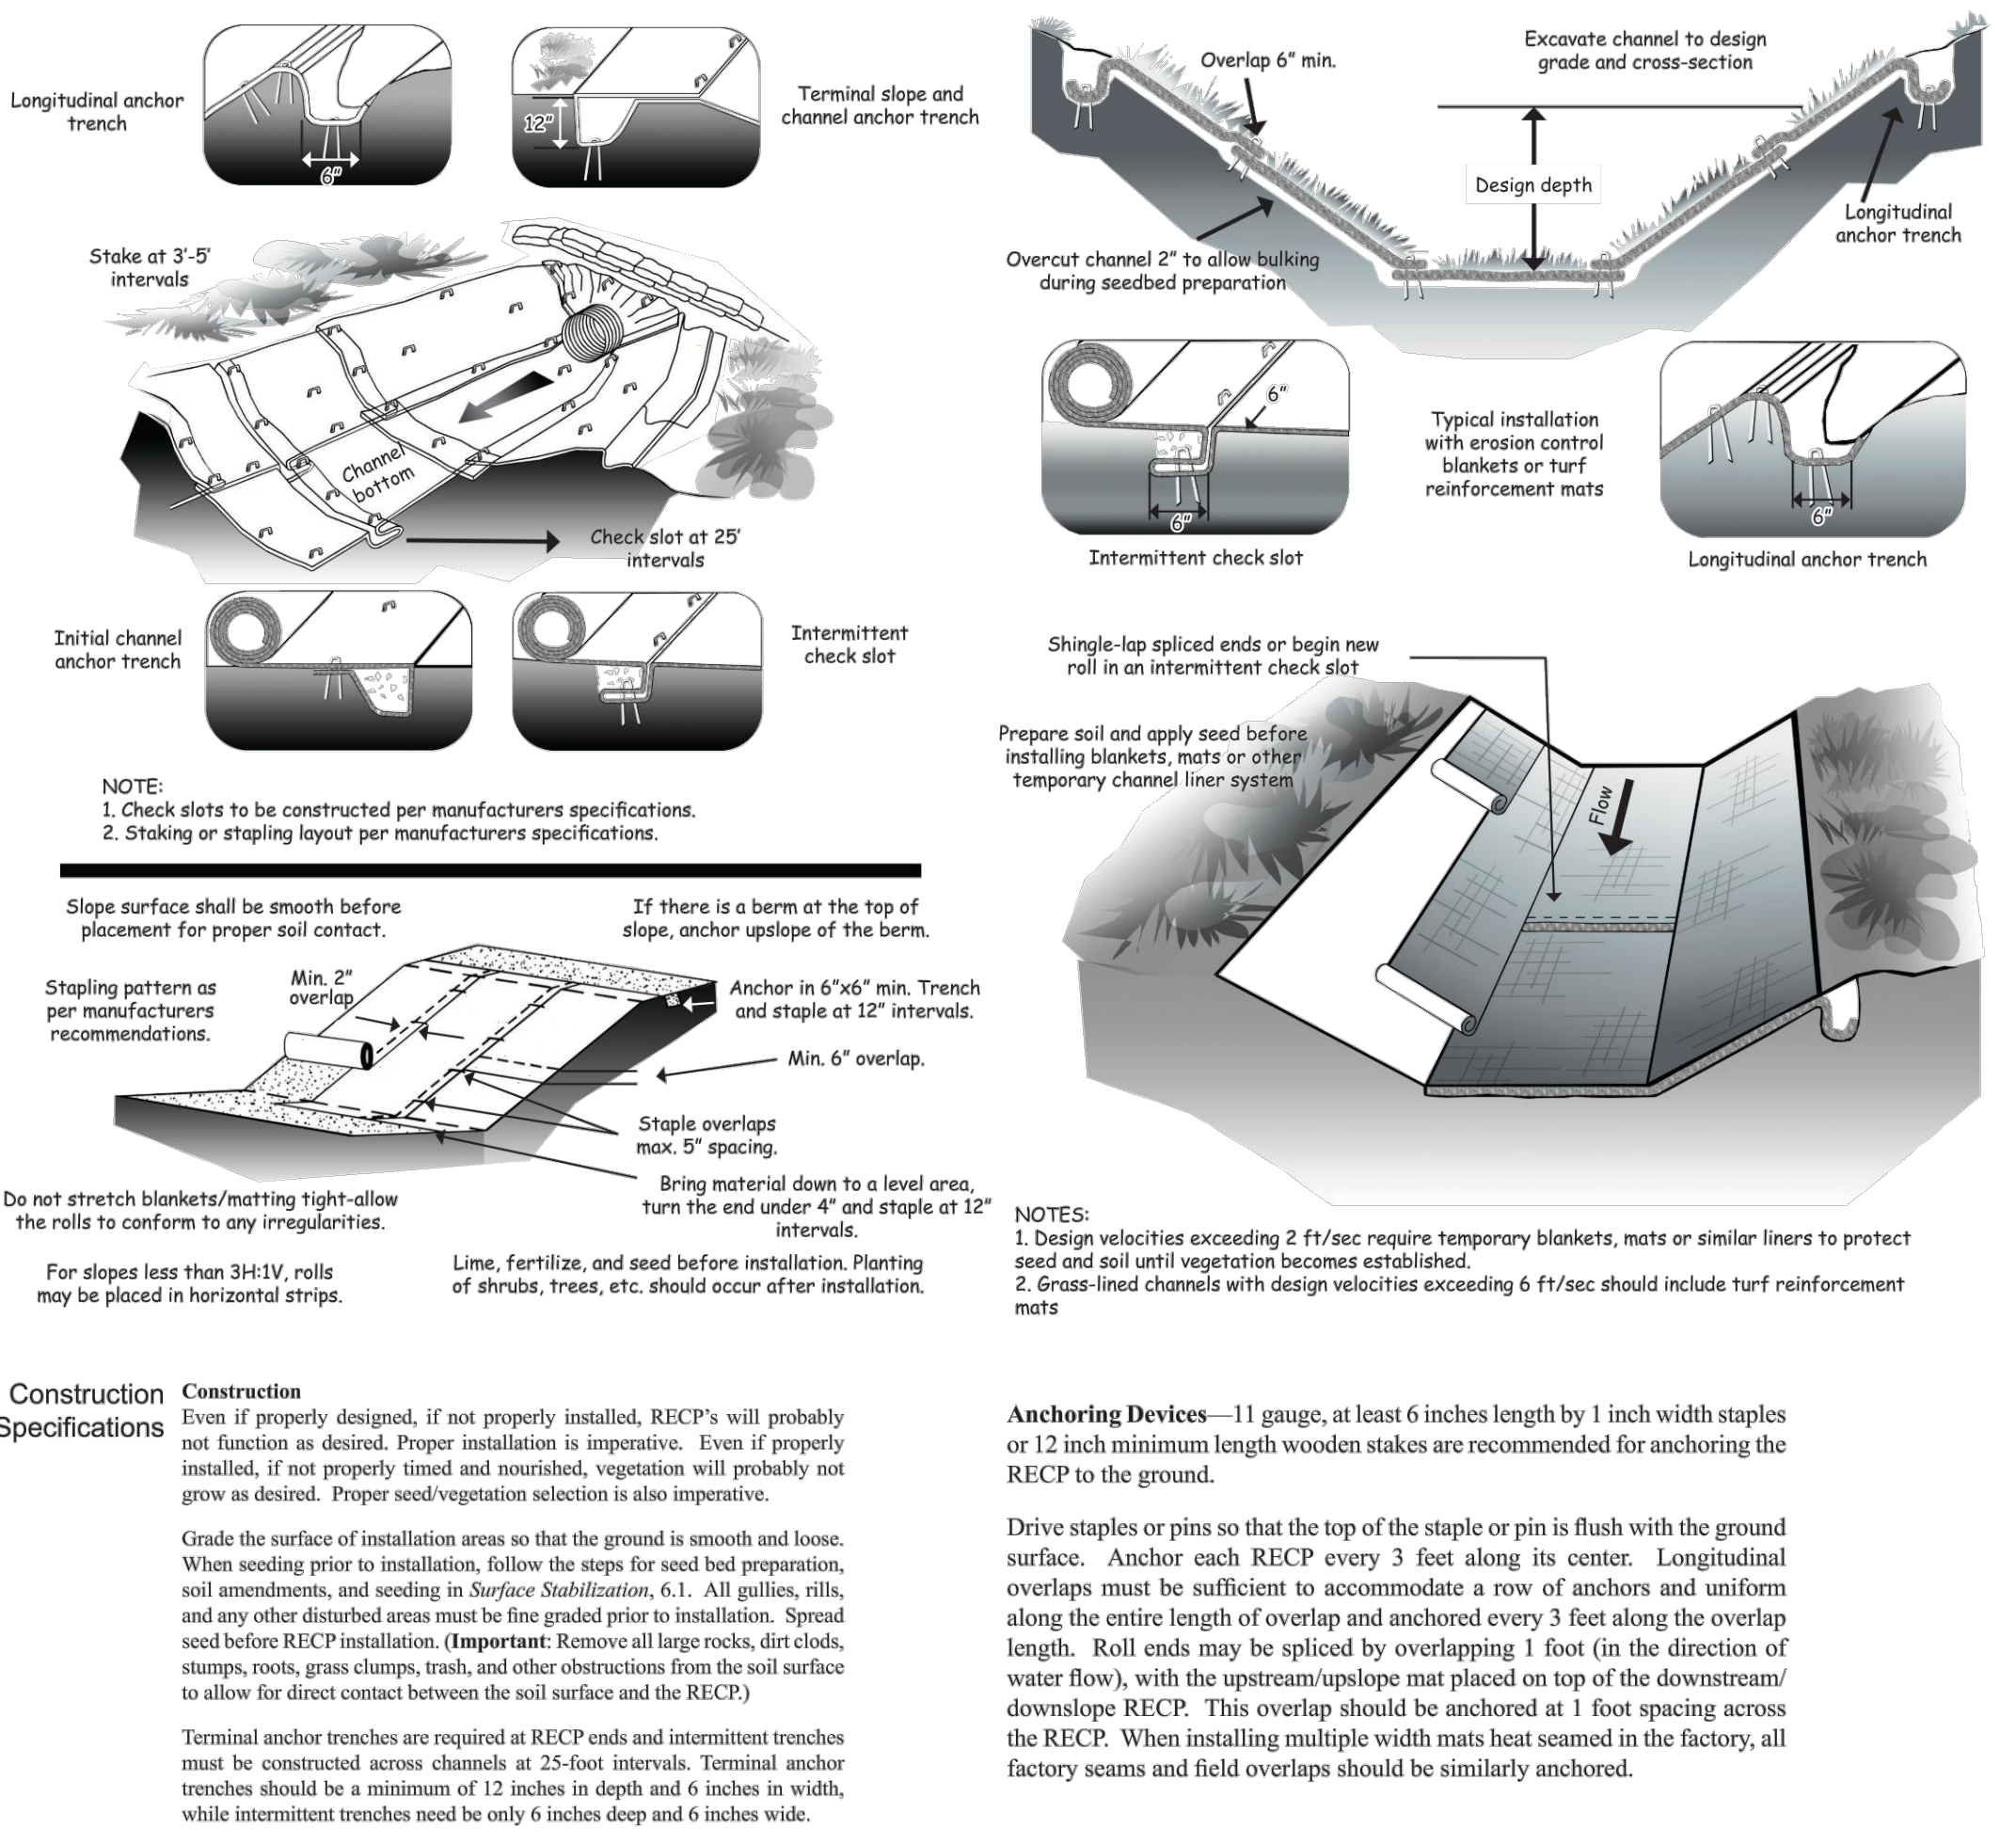 Longitudinal anchor
trench
6"
12"
Terminal slope and
channel anchor trench
Stake at 3'-5'
intervals
Channel
bottom
Check slot at 25'
intervals
Initial channel
anchor trench
Intermittent
check slot
NOTE:
1. Check slots to be constructed per manufacturers specifications.
2. Staking or stapling layout per manufacturers specifications.
Slope surface shall be smooth before
placement for proper soil contact.
If there is a berm at the top of
slope, anchor upslope of the berm.
Stapling pattern as
per manufacturers
recommendations.
Min. 2"
overlap
Anchor in 6"x6" min. Trench
and staple at 12" intervals.
Min. 6" overlap.
Staple overlaps
max. 5" spacing.
Bring material down to a level area,
turn the end under 4" and staple at 12"
intervals.
Do not stretch blankets/matting tight-allow
the rolls to conform to any irregularities.
For slopes less than 3H:1V, rolls
may be placed in horizontal strips.
Lime, fertilize, and seed before installation. Planting
of shrubs, trees, etc. should occur after installation.
Overlap 6" min.
Excavate channel to design
grade and cross-section
Design depth
Longitudinal
anchor trench
Overcut channel 2" to allow bulking
during seedbed preparation
6"
6"
Intermittent check slot
Typical installation
with erosion control
blankets or turf
reinforcement mats
6"
Longitudinal anchor trench
Shingle-lap spliced ends or begin new
roll in an intermittent check slot
Prepare soil and apply seed before
installing blankets, mats or other
temporary channel liner system
Flow
NOTES:
1. Design velocities exceeding 2 ft/sec require temporary blankets, mats or similar liners to protect
seed and soil until vegetation becomes established.
2. Grass-lined channels with design velocities exceeding 6 ft/sec should include turf reinforcement
mats
Construction
Specifications
Construction
Even if properly designed, if not properly installed, RECP's will probably
not function as desired. Proper installation is imperative. Even if properly
installed, if not properly timed and nourished, vegetation will probably not
grow as desired. Proper seed/vegetation selection is also imperative.
Grade the surface of installation areas so that the ground is smooth and loose.
When seeding prior to installation, follow the steps for seed bed preparation,
soil amendments, and seeding in Surface Stabilization, 6.1. All gullies, rills,
and any other disturbed areas must be fine graded prior to installation. Spread
seed before RECP installation. (Important: Remove all large rocks, dirt clods,
stumps, roots, grass clumps, trash, and other obstructions from the soil surface
to allow for direct contact between the soil surface and the RECP.)
Terminal anchor trenches are required at RECP ends and intermittent trenches
must be constructed across channels at 25-foot intervals. Terminal anchor
trenches should be a minimum of 12 inches in depth and 6 inches in width,
while intermittent trenches need be only 6 inches deep and 6 inches wide.
Anchoring Devices—11 gauge, at least 6 inches length by 1 inch width staples
or 12 inch minimum length wooden stakes are recommended for anchoring the
RECP to the ground.
Drive staples or pins so that the top of the staple or pin is flush with the ground
surface. Anchor each RECP every 3 feet along its center. Longitudinal
overlaps must be sufficient to accommodate a row of anchors and uniform
along the entire length of overlap and anchored every 3 feet along the overlap
length. Roll ends may be spliced by overlapping 1 foot (in the direction of
water flow), with the upstream/upslope mat placed on top of the downstream/
downslope RECP. This overlap should be anchored at 1 foot spacing across
the RECP. When installing multiple width mats heat seamed in the factory, all
factory seams and field overlaps should be similarly anchored.